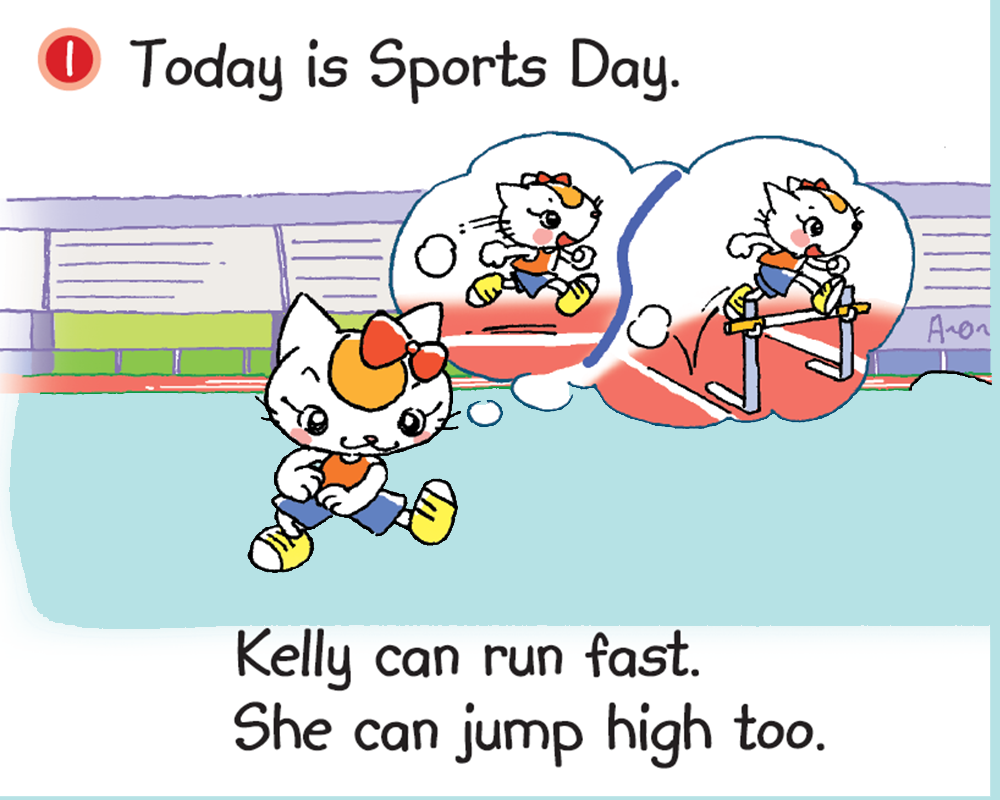 1 Today is Sports Day.
Kelly can run fast.
She can jump high too.